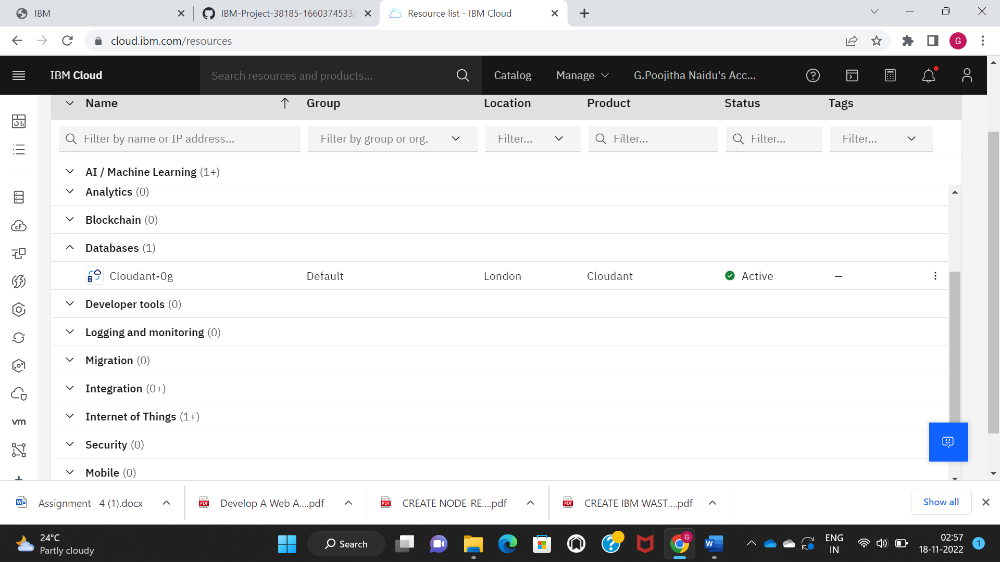 IBM
IBM-Project-38185-1660374533/
Resource list - IBM Cloud
cloud.ibm.com/resources
G
IBM Cloud
Search resources and products...
Catalog
Manage
G.Poojitha Naidu's Acc...
Name
Group
Location
Product
Status
Tags
Filter by name or IP address...
Filter by group or org.
Filter...
Filter...
Filter...
Filter...
AI / Machine Learning (1+)
Analytics (0)
Blockchain (0)
Databases (1)
Cloudant-0g
Default
London
Cloudant
Active
—
Developer tools (0)
Logging and monitoring (0)
Migration (0)
Integration (0+)
Internet of Things (1+)
Security (0)
Mobile (0)
cf
vm
Assignment 4 (1).docx
PDF
Develop A Web A....pdf
PDF
CREATE NODE-RE....pdf
PDF
CREATE IBM WAST....pdf
Show all
24°C
Partly cloudy
Search
G
W
ENG
IN
02:57
18-11-2022
1